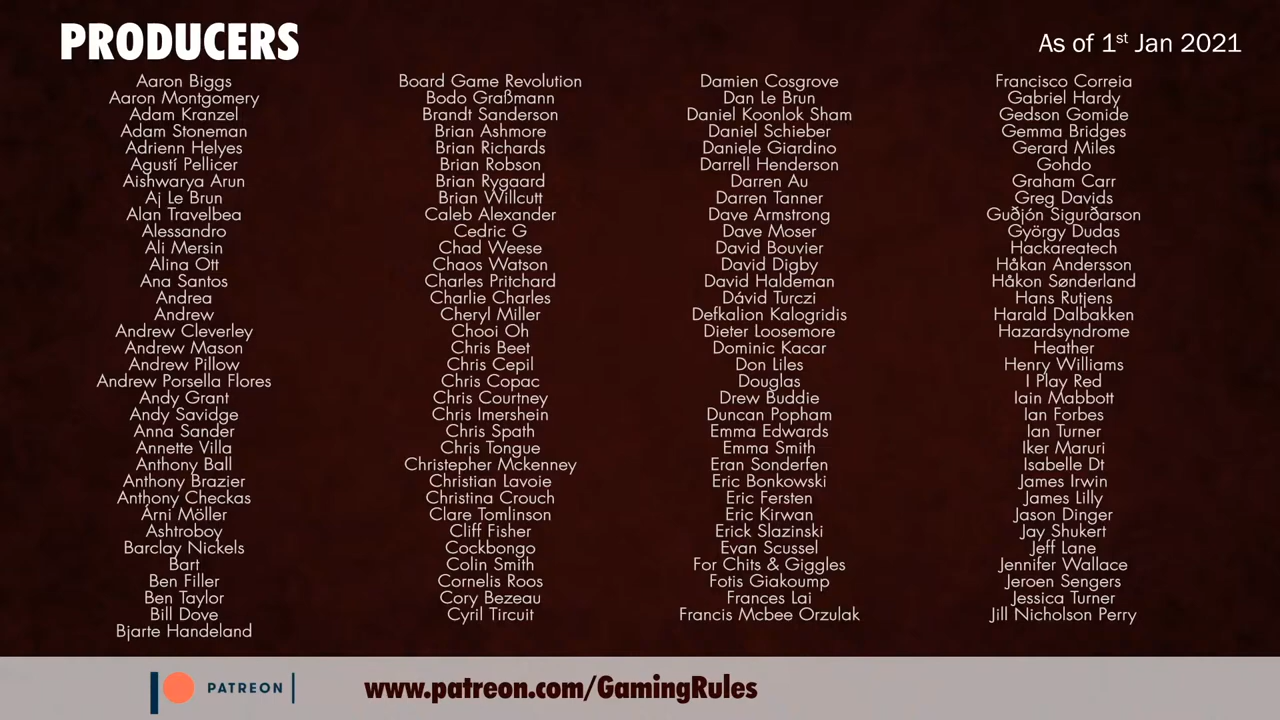 PRODUCERS
As of 1st Jan 2021
Aaron Biggs
Aaron Montgomery
Adam Kranzel
Adam Stoneman
Adrienn Helyes
Agustí Pellicer
Aishwarya Arun
Aj Le Brun
Alan Travelbea
Alessandro
Ali Mersin
Alina Ott
Ana Santos
Andrea
Andrew
Andrew Cleverley
Andrew Mason
Andrew Pillow
Andrew Porsella Flores
Andy Grant
Andy Savidge
Anna Sander
Annette Villa
Anthony Ball
Anthony Brazier
Anthony Checkas
Árni Möller
Ashtroboy
Barclay Nickels
Bart
Ben Filler
Ben Taylor
Bill Dove
Bjarte Handeland
Board Game Revolution
Bodo Graßmann
Brandt Sanderson
Brian Ashmore
Brian Richards
Brian Robson
Brian Rygaard
Brian Willcutt
Caleb Alexander
Cedric G
Chad Weese
Chaos Watson
Charles Pritchard
Charlie Charles
Cheryl Miller
Chooi Oh
Chris Beet
Chris Cepil
Chris Copac
Chris Courtney
Chris Imershein
Chris Spath
Chris Tongue
Christepher Mckenney
Christian Lavoie
Christina Crouch
Clare Tomlinson
Cliff Fisher
Cockbongo
Colin Smith
Cornelis Roos
Cory Bezeau
Cyril Tircuit
Damien Cosgrove
Dan Le Brun
Daniel Koonlok Sham
Daniel Schieber
Daniele Giardino
Darrell Henderson
Darren Au
Darren Tanner
Dave Armstrong
Dave Moser
David Bouvier
David Digby
David Haldeman
Dávid Turczi
Defkalion Kalogridis
Dieter Loosemore
Dominic Kacar
Don Liles
Douglas
Drew Buddie
Duncan Popham
Emma Edwards
Emma Smith
Eran Sonderfen
Eric Bonkowski
Eric Fersten
Eric Kirwan
Erick Slazinski
Evan Scussel
For Chits & Giggles
Fotis Giakoump
Frances Lai
Francis Mcbee Orzulak
Francisco Correia
Gabriel Hardy
Gedson Gomide
Gemma Bridges
Gerard Miles
Gohdo
Graham Carr
Greg Davids
Guðjón Sigurðarson
György Dudas
Hackareatech
Håkan Andersson
Håkon Sønderland
Hans Rutjens
Harald Dalbakken
Hazardsyndrome
Heather
Henry Williams
I Play Red
Iain Mabbott
Ian Forbes
Ian Turner
Iker Maruri
Isabelle Dt
James Irwin
James Lilly
Jason Dinger
Jay Shukert
Jeff Lane
Jennifer Wallace
Jeroen Sengers
Jessica Turner
Jill Nicholson Perry
PATREON
www.patreon.com/GamingRules